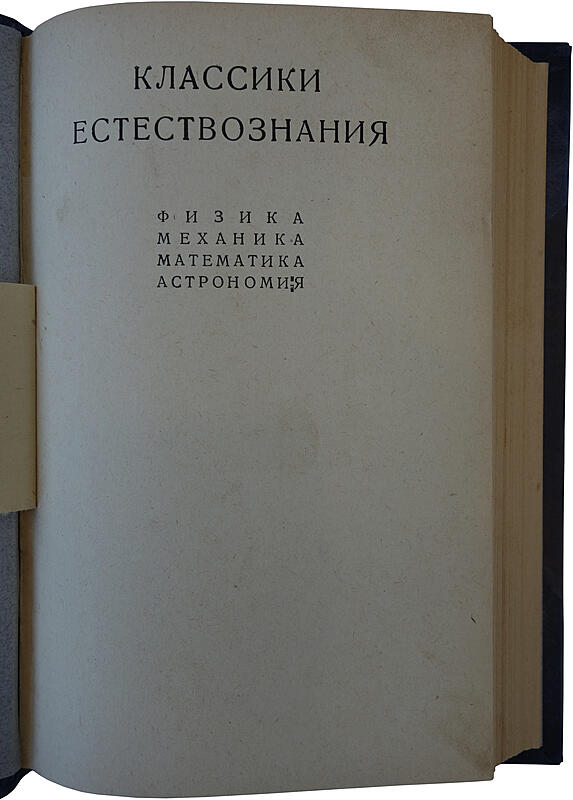 КЛАССИКИ
ЕСТЕСТВОЗНАНИЯ
ФИЗИКА
МЕХАНИКА
МАТЕМАТИКА
АСТРОНОМИЯ